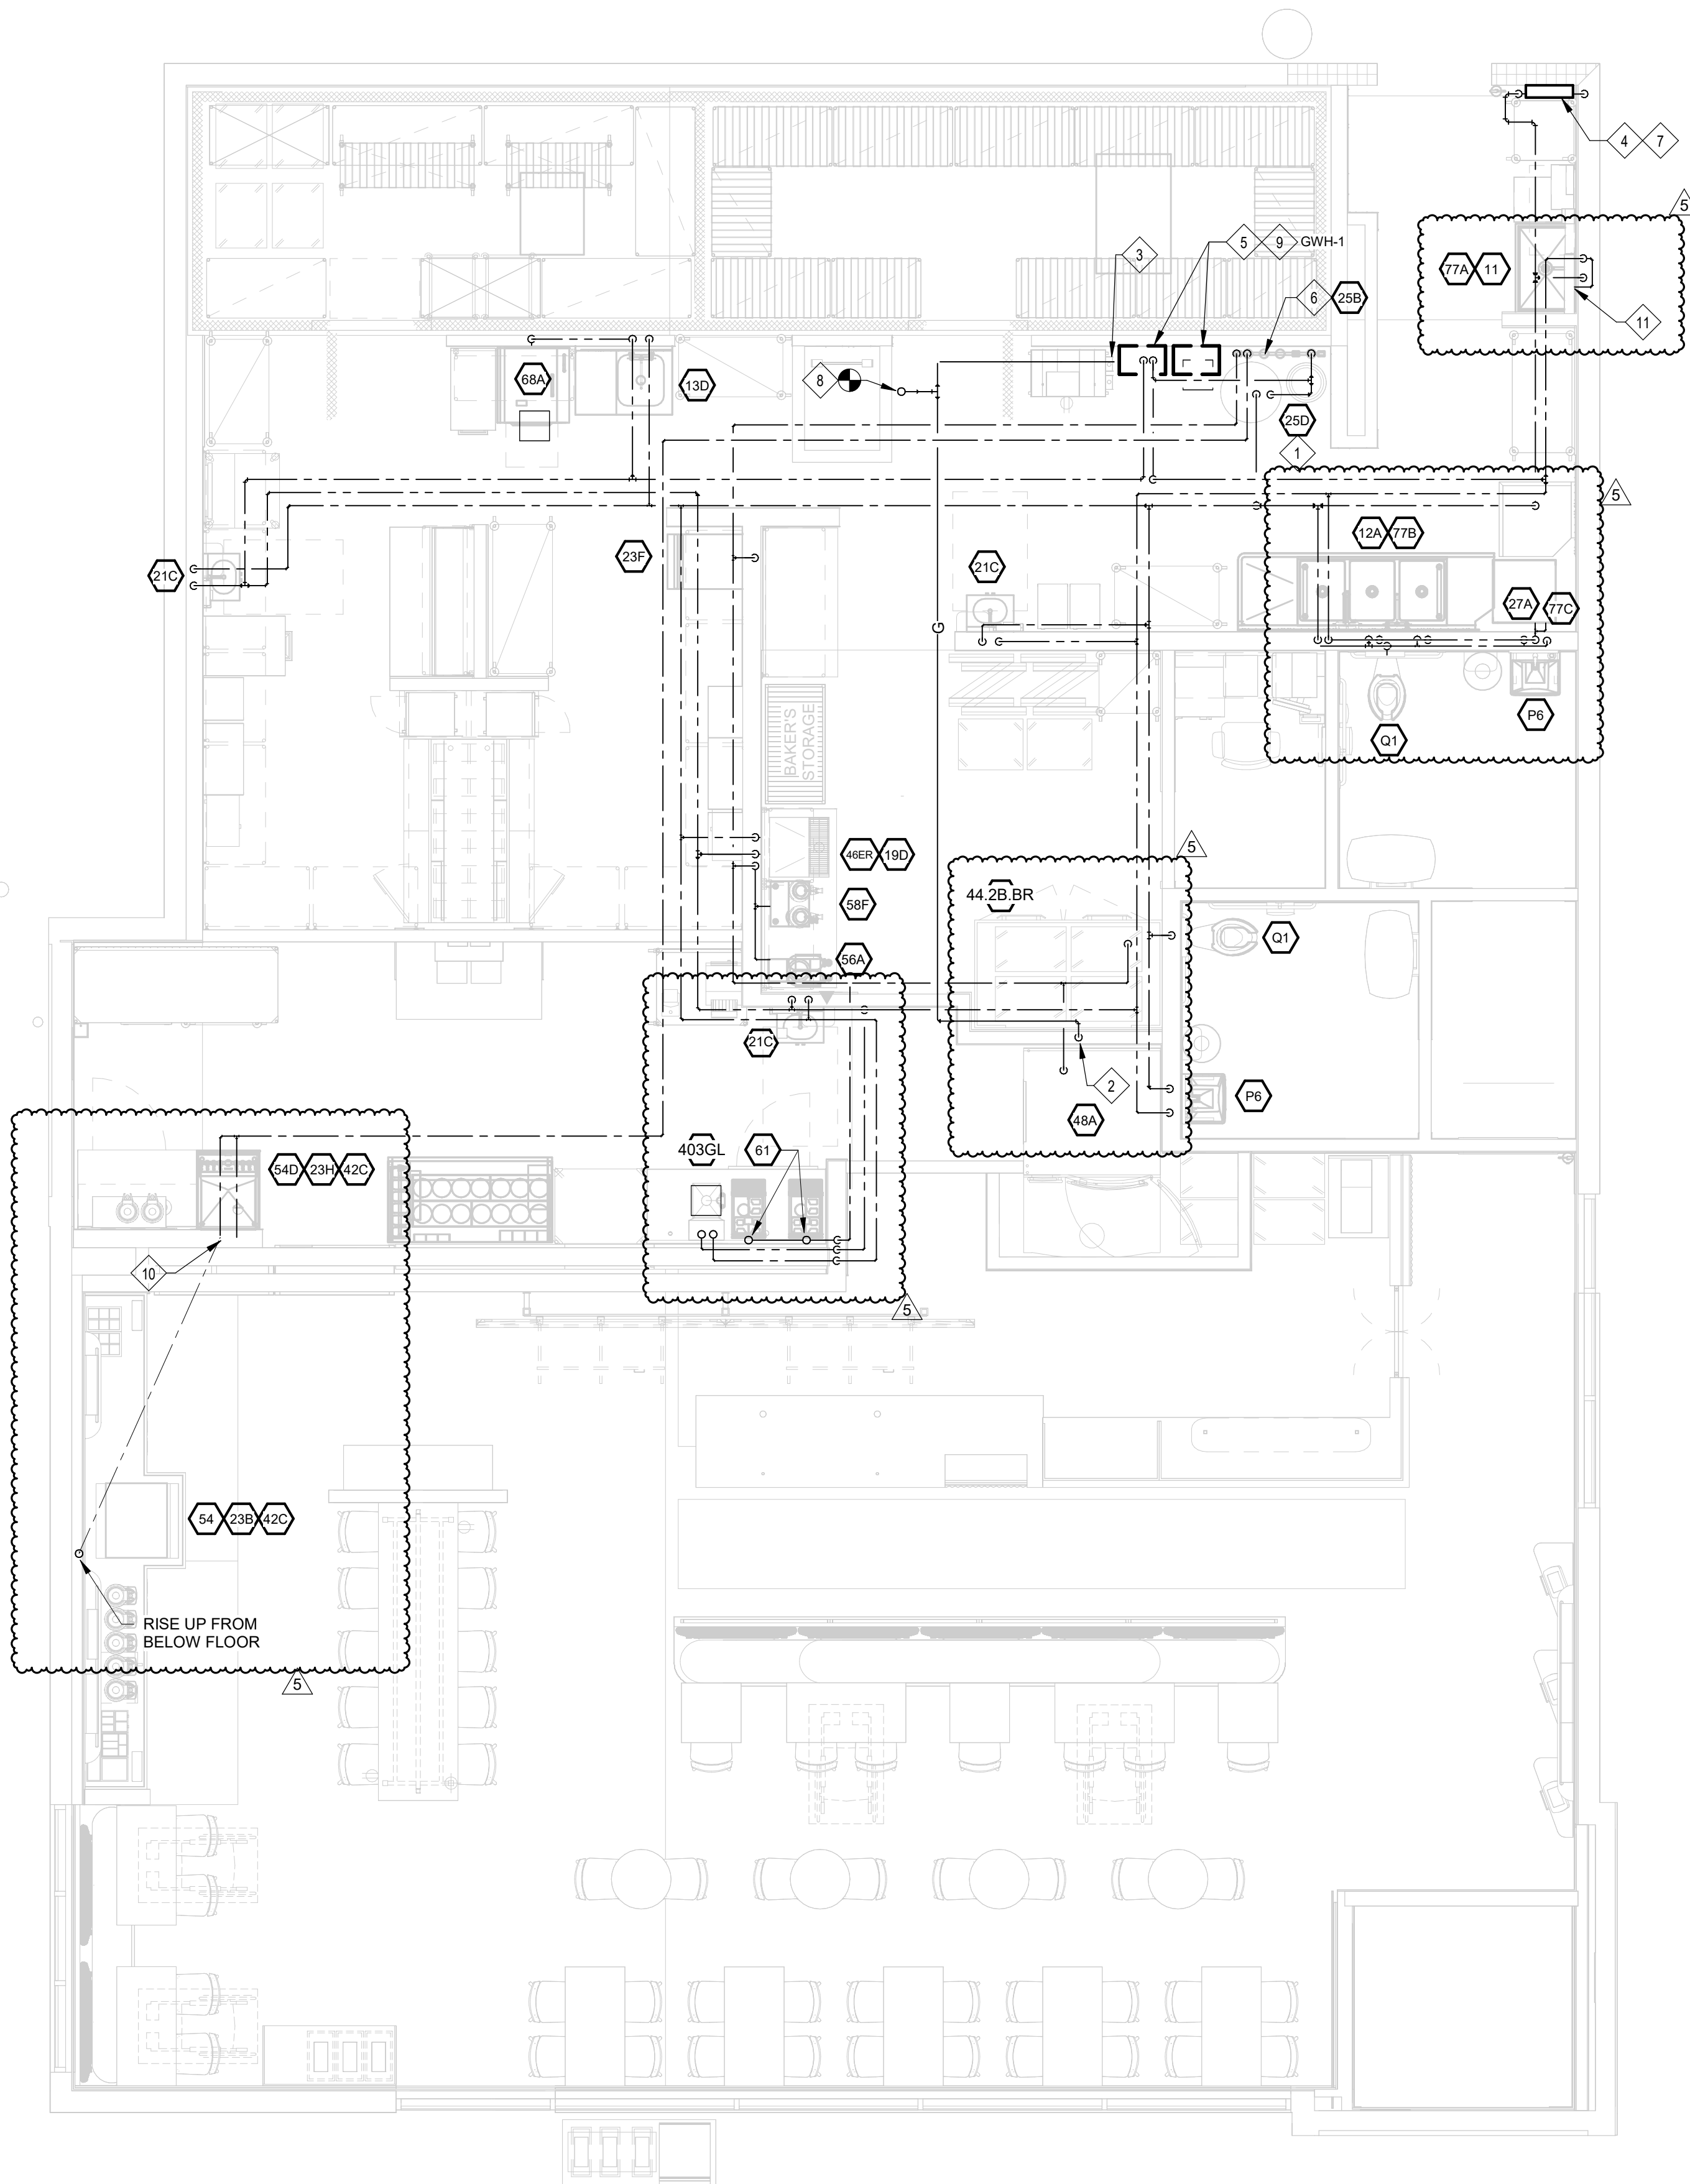 4 7
5
5 9 GWH-1
3
77A 11
6 25B
11
68A
13D
8
25D
1
5
12A 77B
23F
21C
21C
27A 77C
G
P6
BAKER'S
STORAGE
Q1
5
46ER 19D
44.2B.BR
58F
Q1
56A
21C
2
P6
48A
403GL
61
54D 23H 42C
10
5
54 23B 42C
RISE UP FROM
BELOW FLOOR
5